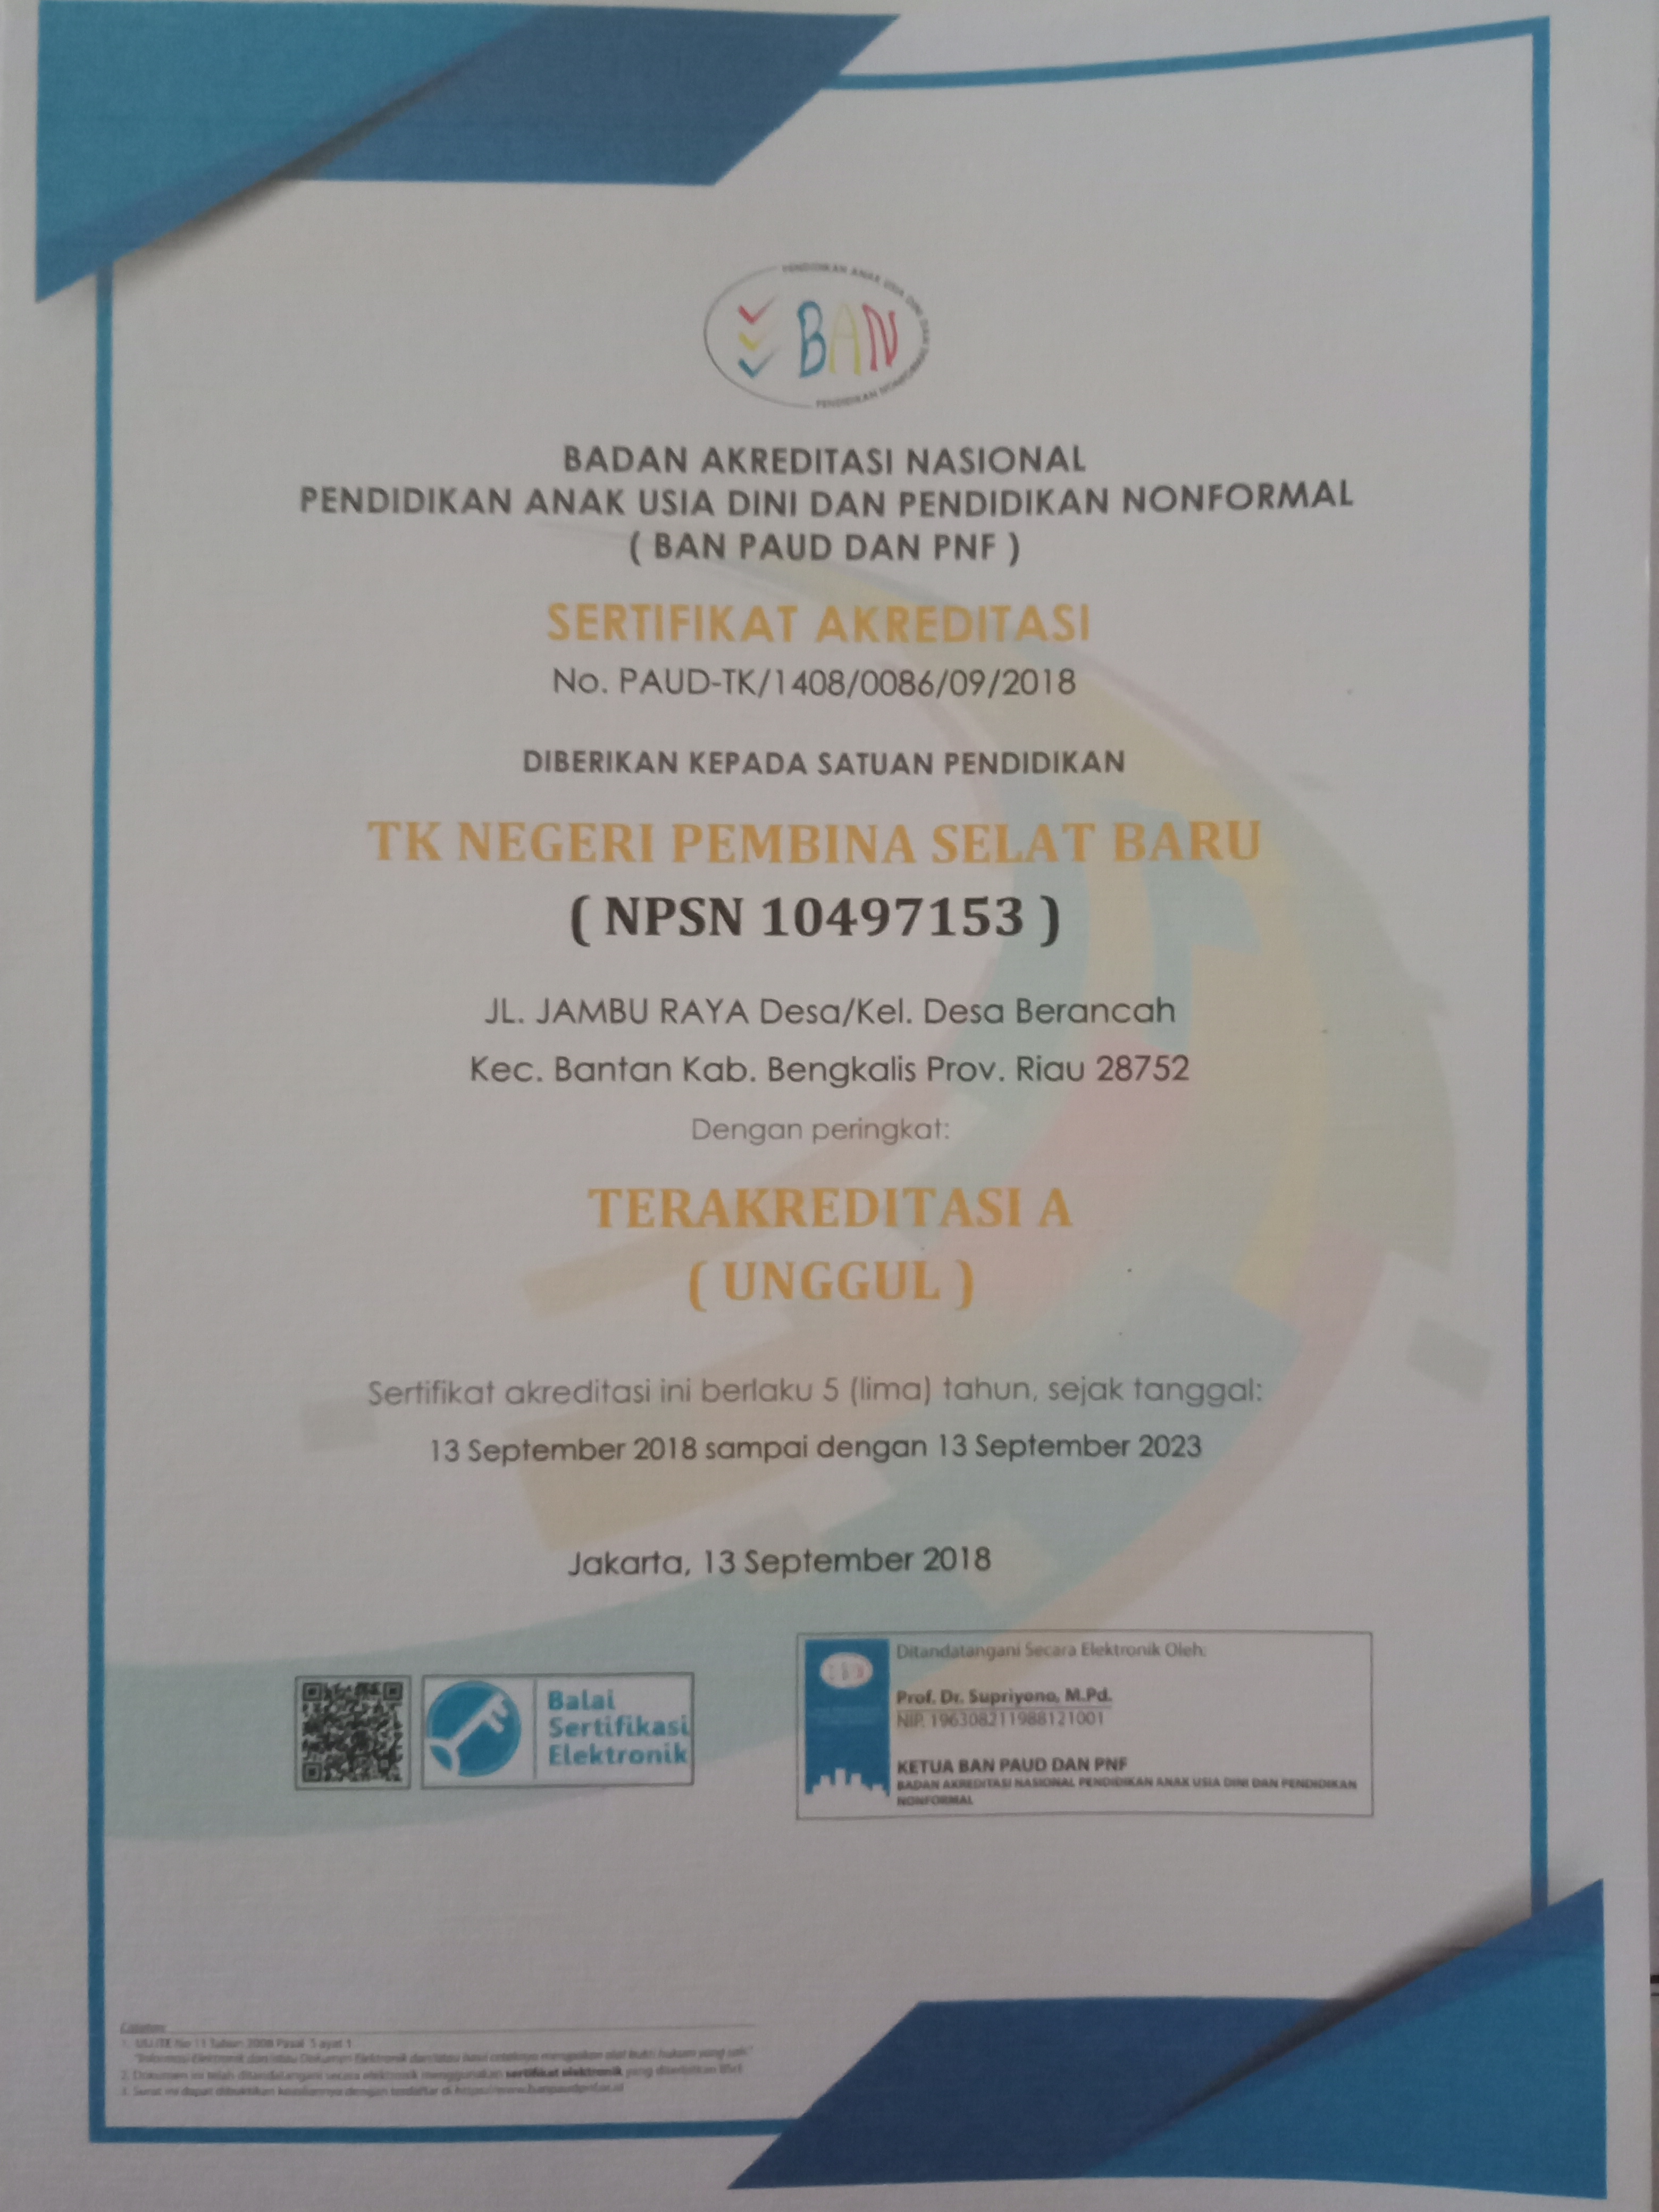 PENDIDIKAN ANAK USIA DINI DAN PENDIDIKAN NONFORMAL
BAN
BADAN AKREDITASI NASIONAL
PENDIDIKAN ANAK USIA DINI DAN PENDIDIKAN NONFORMAL
( BAN PAUD DAN PNF )
SERTIFIKAT AKREDITASI
No. PAUD-TK/1408/0086/09/2018
DIBERIKAN KEPADA SATUAN PENDIDIKAN
TK NEGERI PEMBINA SELAT BARU
( NPSN 10497153 )
JL. JAMBU RAYA Desa/Kel. Desa Berancah
Kec. Bantan Kab. Bengkalis Prov. Riau 28752
Dengan peringkat:
TERAKREDITASI A
( UNGGUL )
Sertifikat akreditasi ini berlaku 5 (lima) tahun, sejak tanggal:
13 September 2018 sampai dengan 13 September 2023
Jakarta, 13 September 2018
Balai
Sertifikasi
Elektronik
Ditandatangani Secara Elektronik Oleh:
Prof. Dr. Supriyono, M.Pd.
NIP. 196308211988121001
KETUA BAN PAUD DAN PNF
BADAN AKREDITASI NASIONAL PENDIDIKAN ANAK USIA DINI DAN PENDIDIKAN
NONFORMAL
Catatan:
1. UU ITE No 11 Tahun 2008 Pasal 5 ayat 1
"Informasi Elektronik dan/atau Dokumen Elektronik dan/atau hasil cetaknya merupakan alat bukti hukum yang sah"
2. Dokumen ini telah ditandatangani secara elektronik menggunakan sertifikat elektronik yang diterbitkan BSrE
3. Surat ini dapat dibuktikan keasliannya dengan terdaftar di